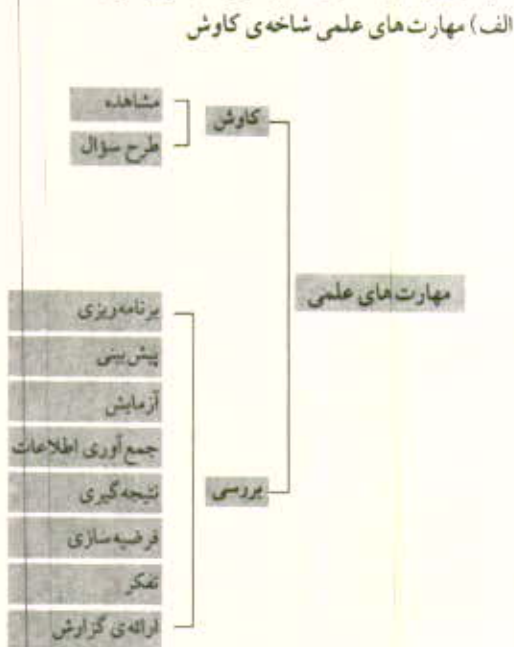 الف) مهارت‌های علمی شاخه‌ی کاوش
مهارت‌های علمی
کاوش
مشاهده
طرح سؤال
بررسی
برنامه‌ریزی
پیش‌بینی
آزمایش
جمع‌آوری اطلاعات
نتیجه‌گیری
فرضیه‌سازی
تفکر
ارائه‌ی گزارش